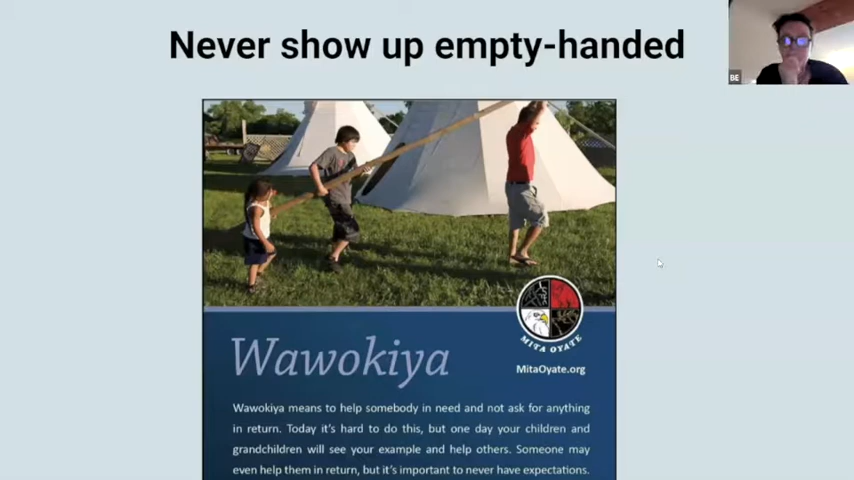 Never show up empty-handed
BE
MITA OYATE
Wawokiya
MitaOyate.org
Wawokiya means to help somebody in need and not ask for anything
in return. Today it's hard to do this, but one day your children and
grandchildren will see your example and help others. Someone may
even help them in return, but it's important to never have expectations.